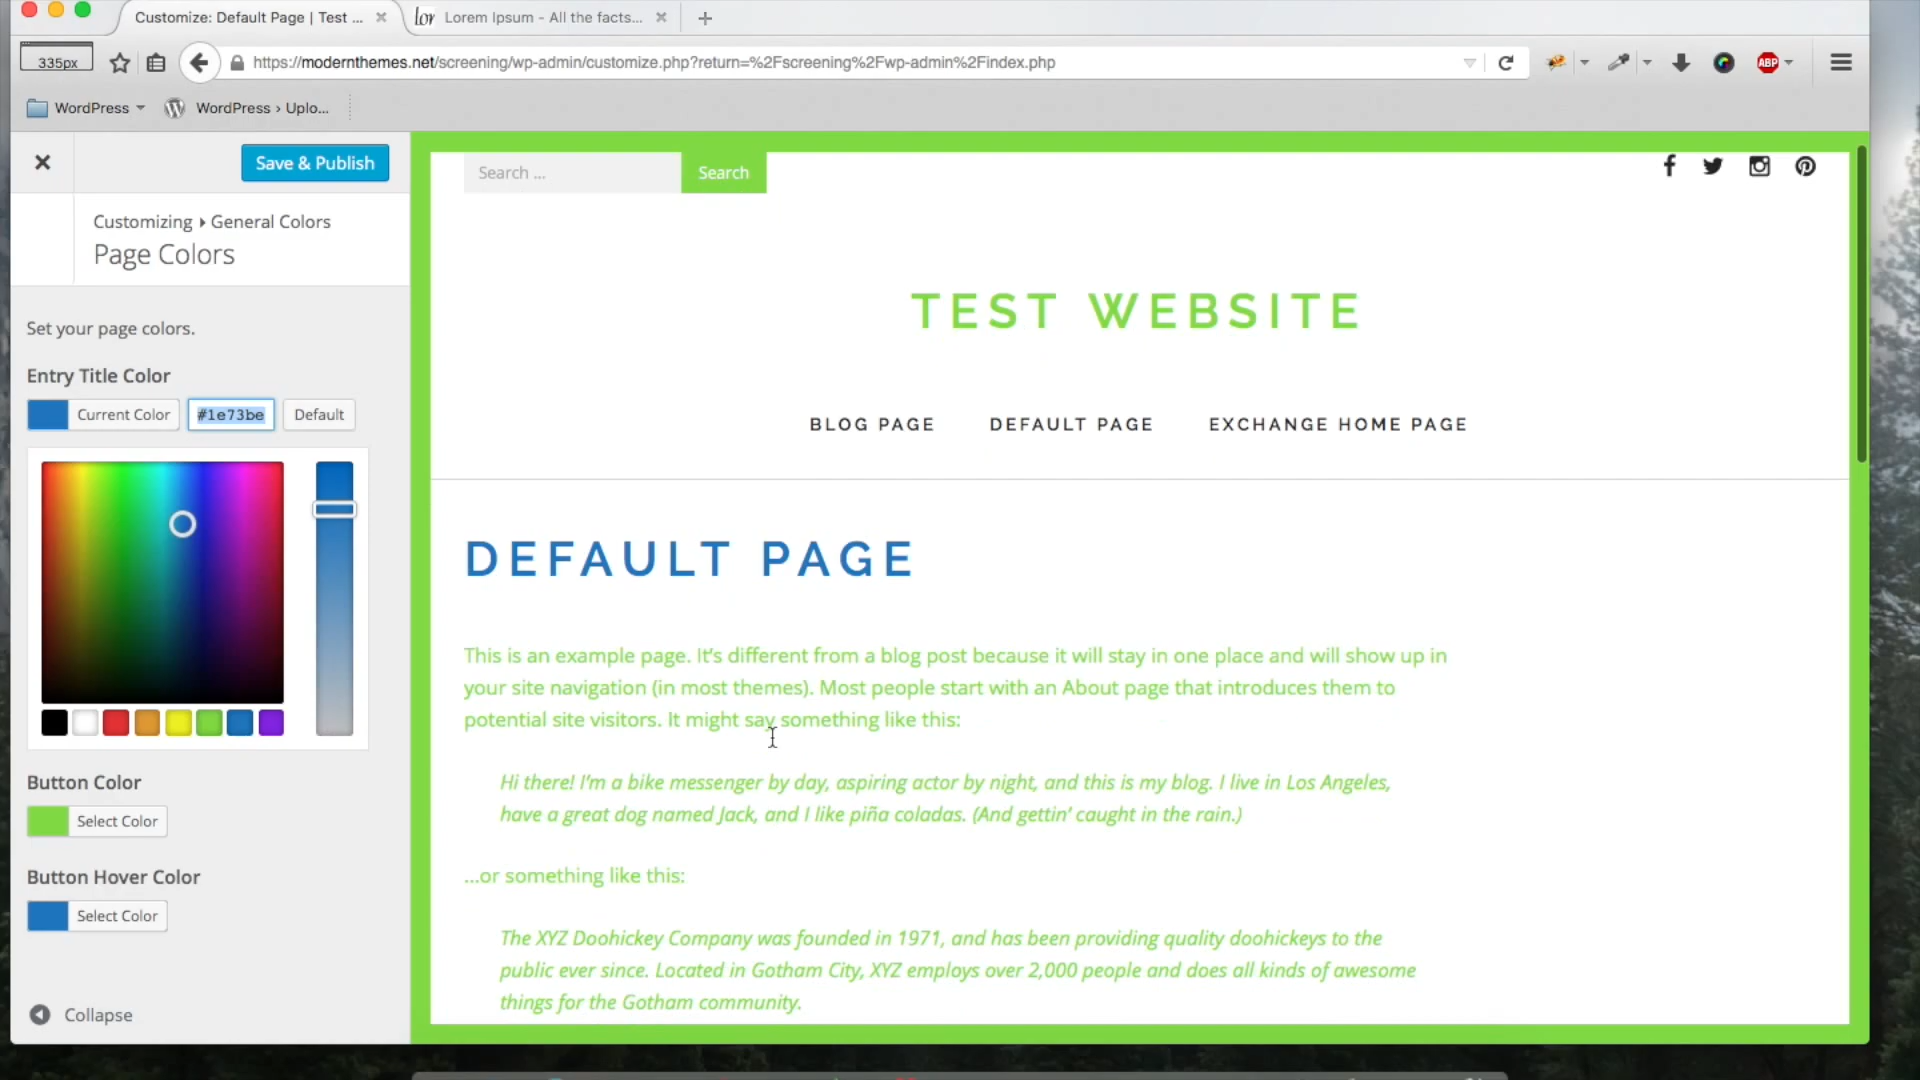 Customize: Default Page | Test ...
lor
Lorem Ipsum - All the facts...
335px
https://modernthemes.net/screening/wp-admin/customize.php?return=%2Fscreening%2Fwp-admin%2Findex.php
ABP
WordPress
WordPress › Uplo...
Save & Publish
Customizing ▸ General Colors
Page Colors
Set your page colors.
Entry Title Color
Current Color
#1e73be
Default
Button Color
Select Color
Button Hover Color
Select Color
Collapse
Search ...
Search
TEST WEBSITE
BLOG PAGE
DEFAULT PAGE
EXCHANGE HOME PAGE
DEFAULT PAGE
This is an example page. It's different from a blog post because it will stay in one place and will show up in
your site navigation (in most themes). Most people start with an About page that introduces them to
potential site visitors. It might say something like this:
Hi there! I'm a bike messenger by day, aspiring actor by night, and this is my blog. I live in Los Angeles,
have a great dog named Jack, and I like piña coladas. (And gettin' caught in the rain.)
...or something like this:
The XYZ Doohickey Company was founded in 1971, and has been providing quality doohickeys to the
public ever since. Located in Gotham City, XYZ employs over 2,000 people and does all kinds of awesome
things for the Gotham community.